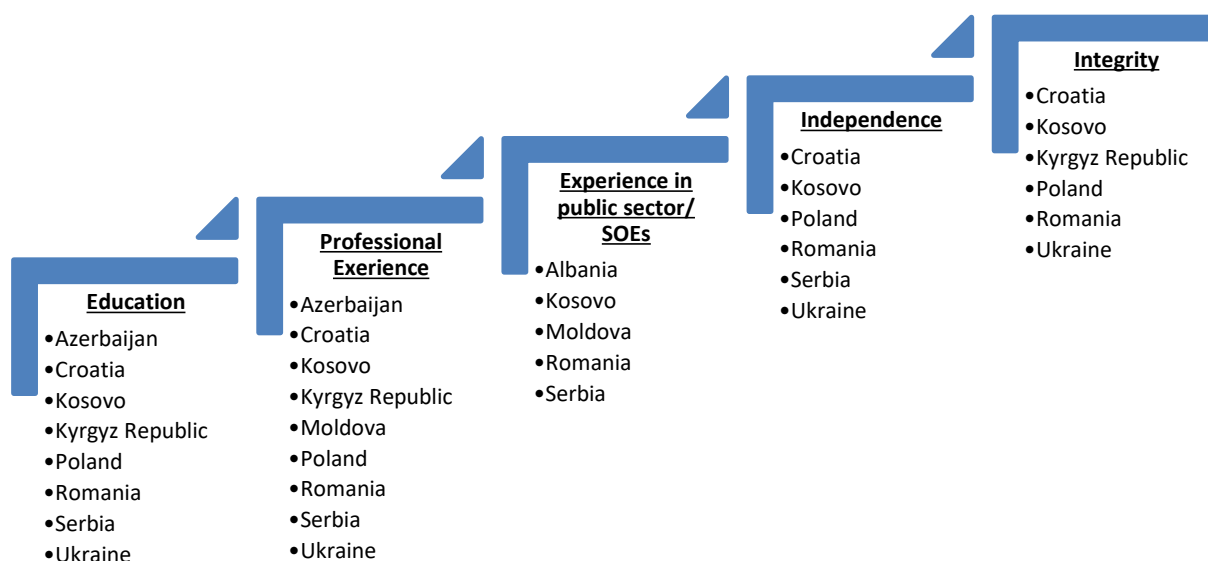 Education
•Azerbaijan
•Croatia
•Kosovo
•Kyrgyz Republic
•Poland
•Romania
•Serbia
•Ukraine
Professional
Exerience
•Azerbaijan
•Croatia
•Kosovo
•Kyrgyz Republic
•Moldova
•Poland
•Romania
•Serbia
•Ukraine
Experience in
public sector/
SOEs
•Albania
•Kosovo
•Moldova
•Romania
•Serbia
Independence
•Croatia
•Kosovo
•Poland
•Romania
•Serbia
•Ukraine
Integrity
•Croatia
•Kosovo
•Kyrgyz Republic
•Poland
•Romania
•Ukraine